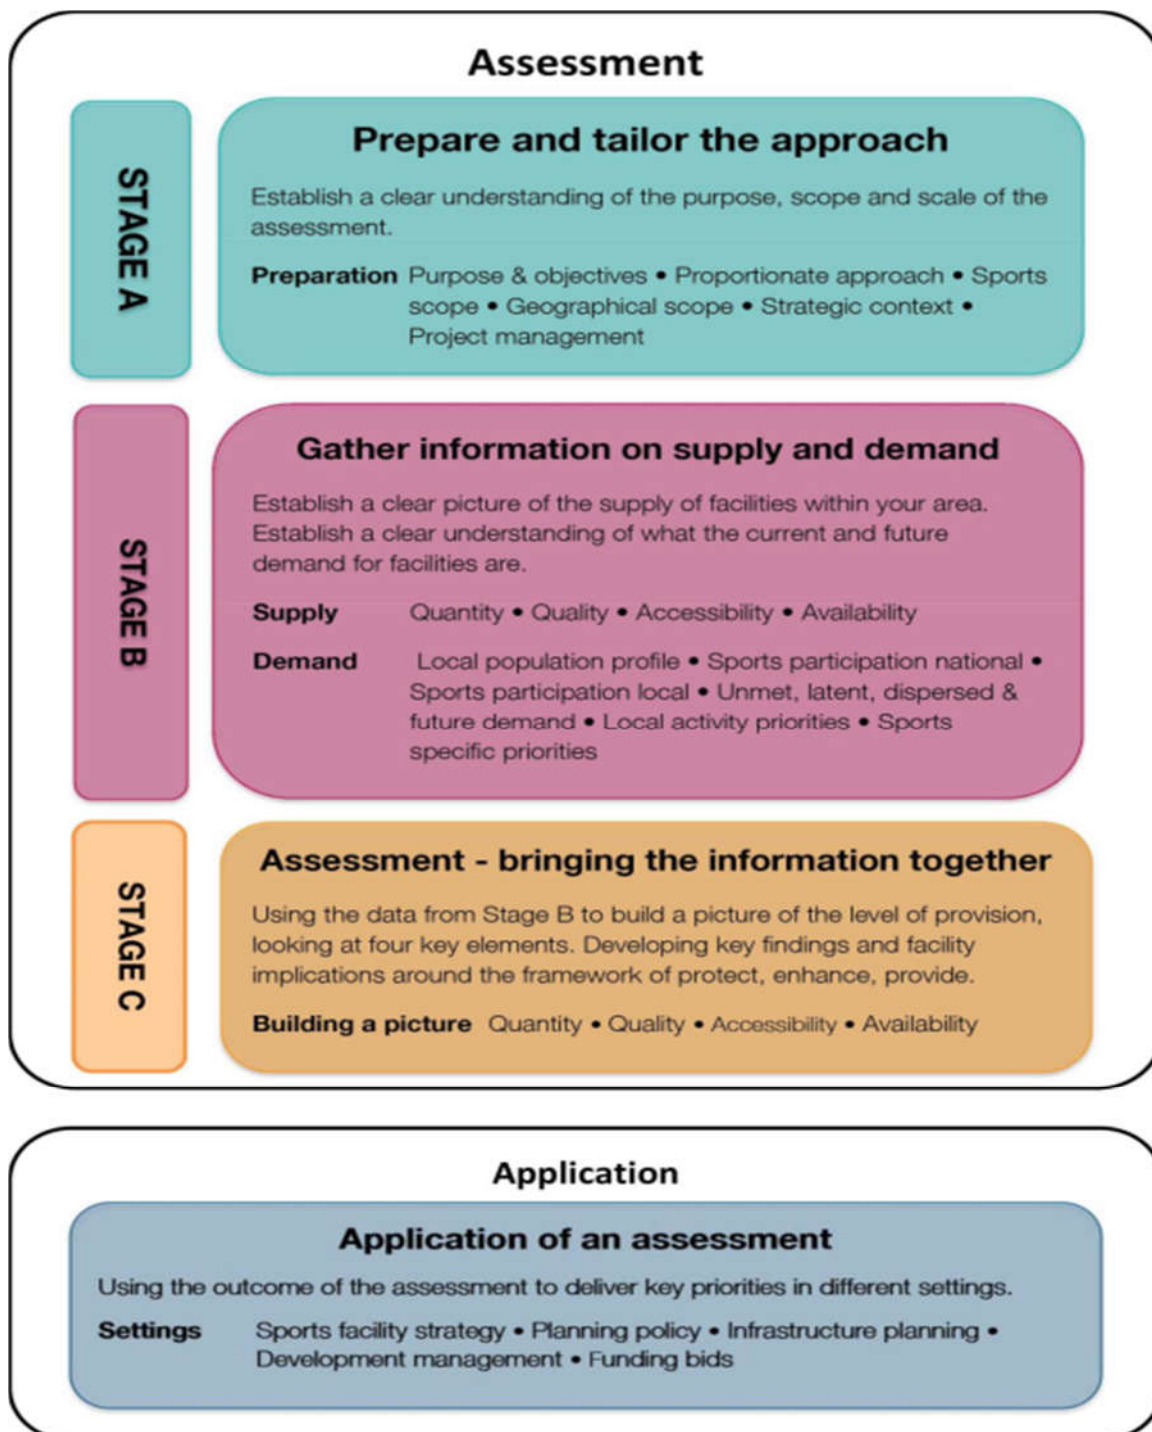 Assessment
STAGE A
Prepare and tailor the approach
Establish a clear understanding of the purpose, scope and scale of the
assessment.
Preparation Purpose & objectives • Proportionate approach • Sports
scope • Geographical scope • Strategic context •
Project management
STAGE B
Gather information on supply and demand
Establish a clear picture of the supply of facilities within your area.
Establish a clear understanding of what the current and future
demand for facilities are.
Supply Quantity • Quality • Accessibility • Availability
Demand Local population profile • Sports participation national •
Sports participation local • Unmet, latent, dispersed &
future demand • Local activity priorities • Sports
specific priorities
STAGE C
Assessment - bringing the information together
Using the data from Stage B to build a picture of the level of provision,
looking at four key elements. Developing key findings and facility
implications around the framework of protect, enhance, provide.
Building a picture Quantity • Quality • Accessibility • Availability
Application
Application of an assessment
Using the outcome of the assessment to deliver key priorities in different settings.
Settings Sports facility strategy • Planning policy • Infrastructure planning •
Development management • Funding bids